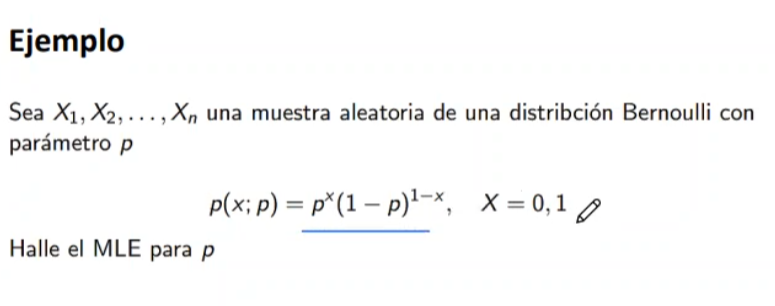 Ejemplo
Sea X₁, X₂, . . . , Xₙ una muestra aleatoria de una distribción Bernoulli con
parámetro p
p(x; p) = pˣ(1 − p)¹⁻ˣ, X = 0, 1
Halle el MLE para p